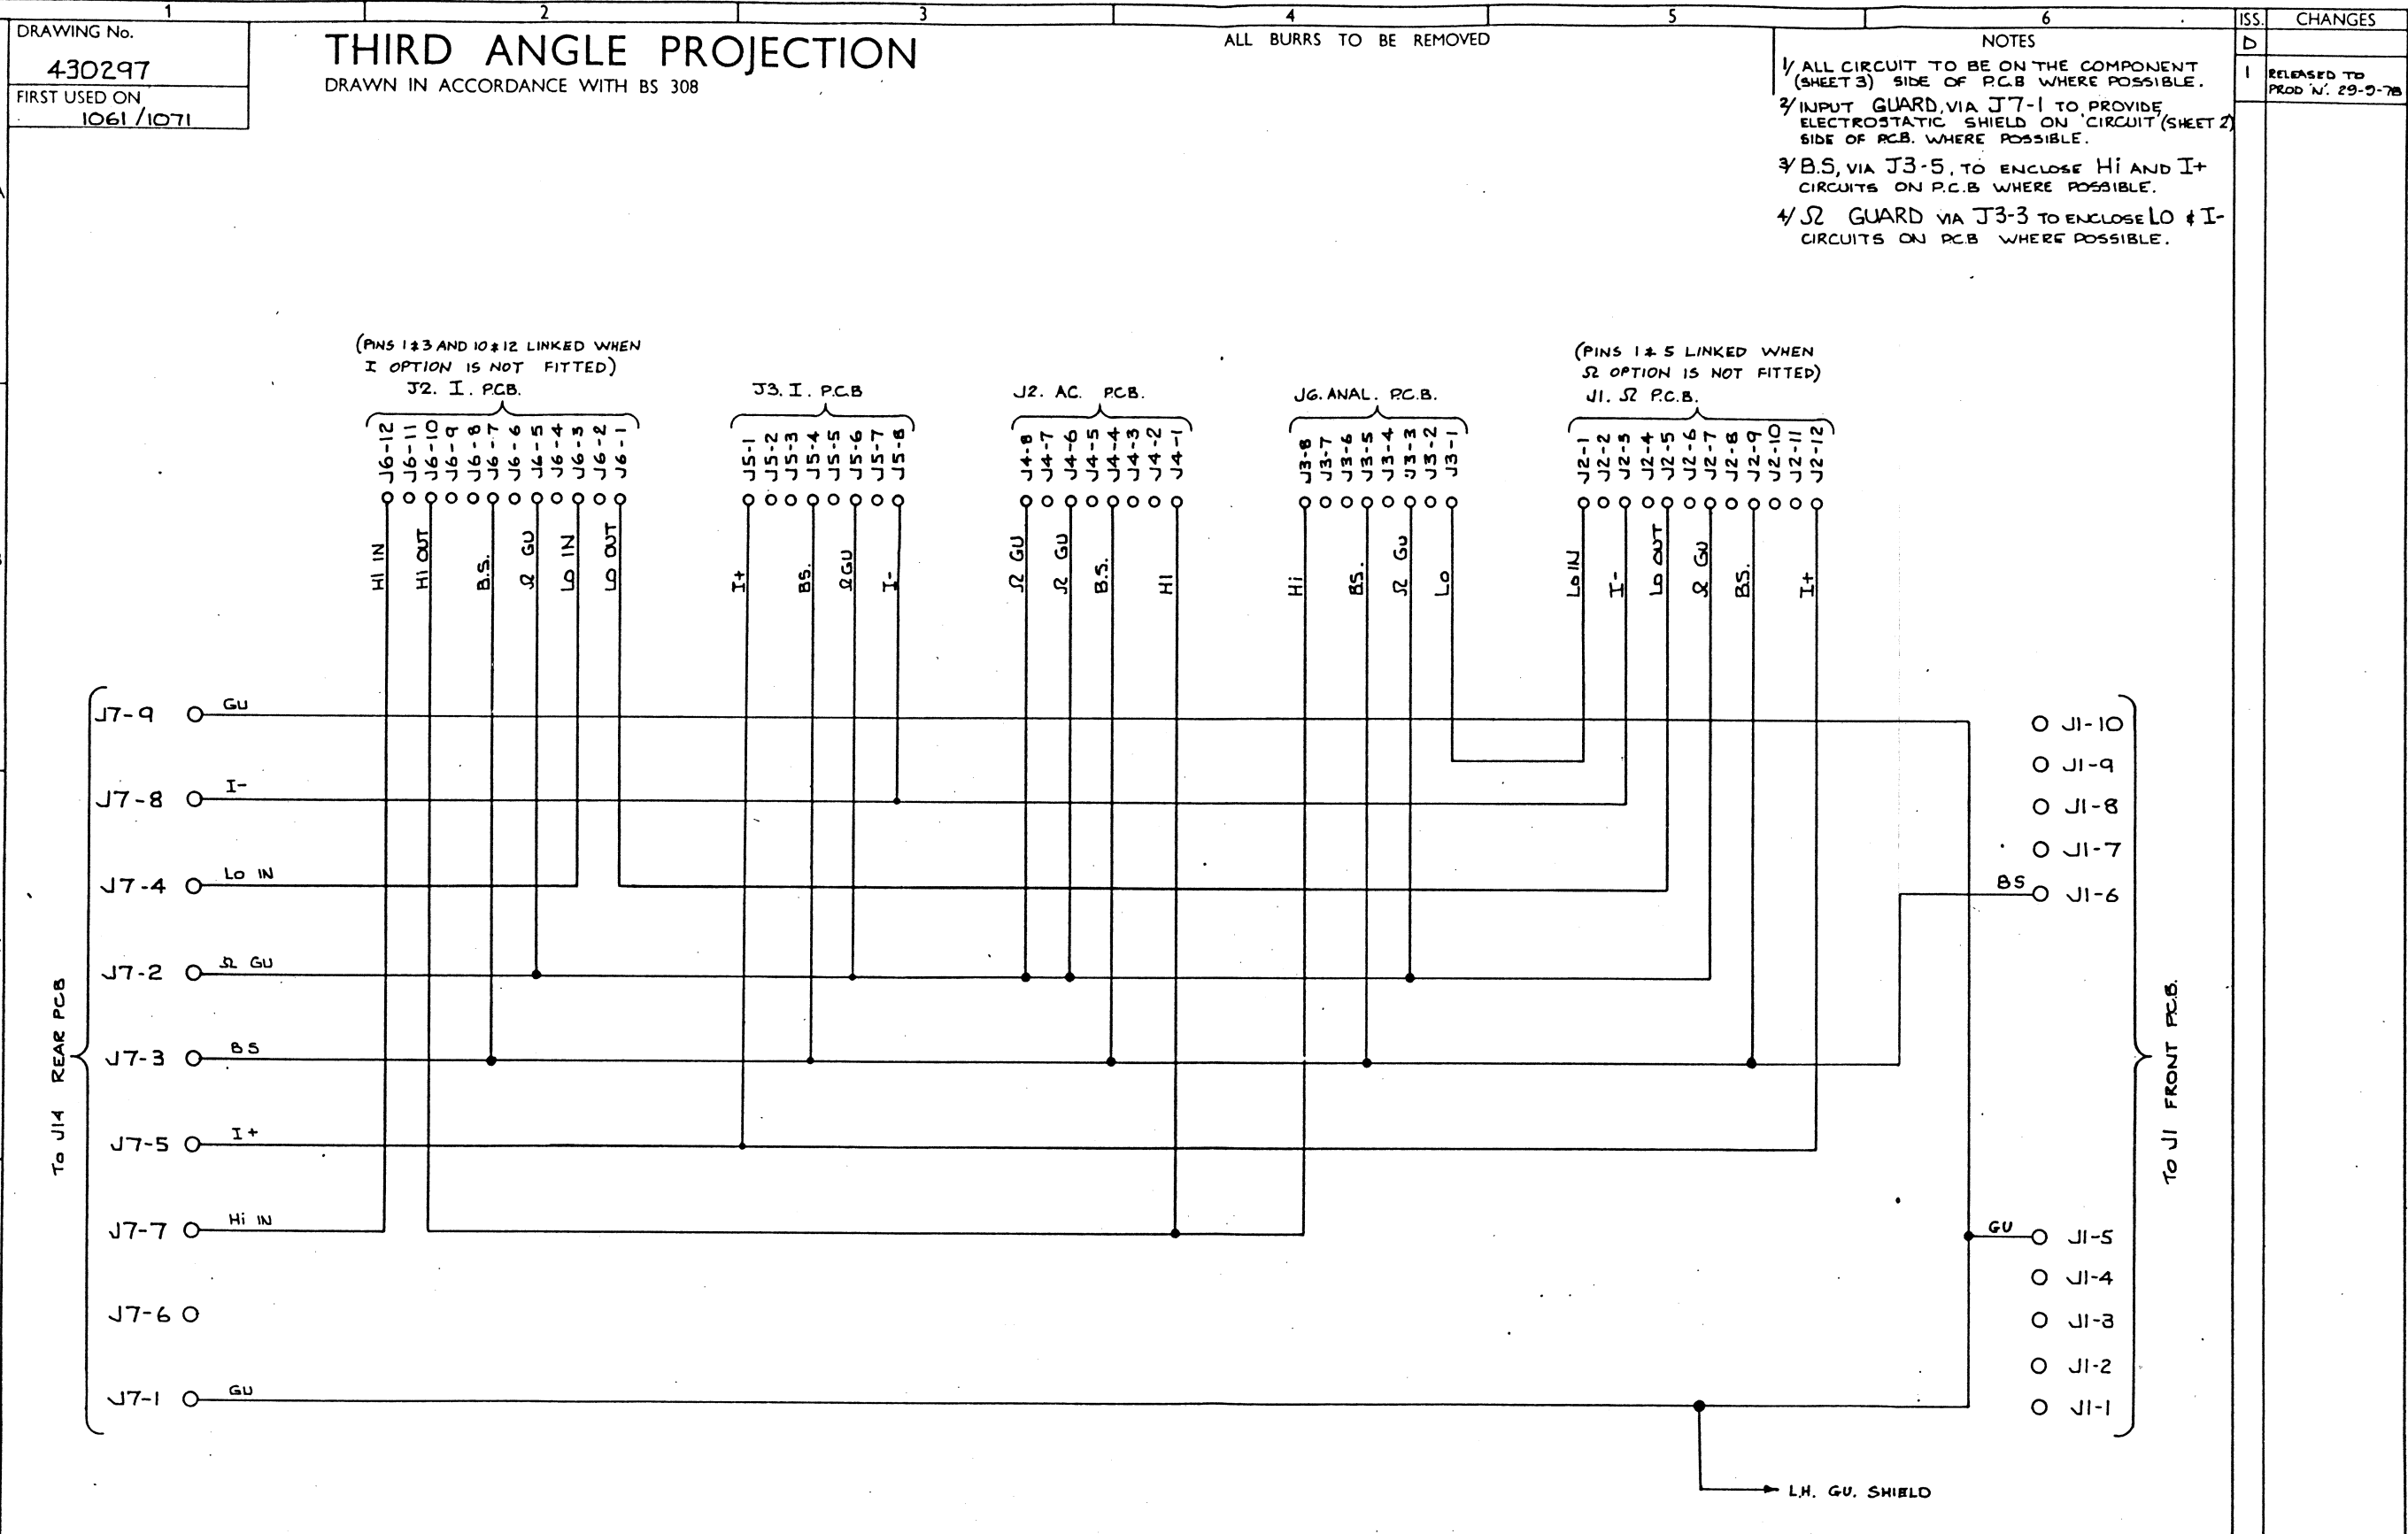 1 2 3 4 5 6
ISS. CHANGES
DRAWING No.
430297
FIRST USED ON
1061/1071
THIRD ANGLE PROJECTION
DRAWN IN ACCORDANCE WITH BS 308
ALL BURRS TO BE REMOVED
NOTES
1/ ALL CIRCUIT TO BE ON THE COMPONENT
(SHEET 3) SIDE OF P.C.B WHERE POSSIBLE.
2/ INPUT GUARD, VIA J7-1 TO PROVIDE
ELECTROSTATIC SHIELD ON 'CIRCUIT' (SHEET 2)
SIDE OF P.C.B. WHERE POSSIBLE.
3/ B.S, VIA J3-5, TO ENCLOSE Hi AND I+
CIRCUITS ON P.C.B WHERE POSSIBLE.
4/ Ω GUARD VIA J3-3 TO ENCLOSE LO & I-
CIRCUITS ON P.C.B WHERE POSSIBLE.
D
1 RELEASED TO
PROD'N'. 29-9-78
(PINS 1 & 3 AND 10 & 12 LINKED WHEN
I OPTION IS NOT FITTED)
J2. I. P.C.B.
J3. I. P.C.B
J2. AC. P.C.B.
J6. ANAL. P.C.B.
(PINS 1 & 5 LINKED WHEN
Ω OPTION IS NOT FITTED)
J1. Ω P.C.B.
J6-12
J6-11
J6-10
J6-9
J6-8
J6-7
J6-6
J6-5
J6-4
J6-3
J6-2
J6-1
J5-1
J5-2
J5-3
J5-4
J5-5
J5-6
J5-7
J5-8
J4-8
J4-7
J4-6
J4-5
J4-4
J4-3
J4-2
J4-1
J3-8
J3-7
J3-6
J3-5
J3-4
J3-3
J3-2
J3-1
J2-1
J2-2
J2-3
J2-4
J2-5
J2-6
J2-7
J2-8
J2-9
J2-10
J2-11
J2-12
HI IN
HI OUT
B.S.
Ω GU
LO IN
LO OUT
I+
BS.
Ω GU
I-
Ω GU
Ω GU
B.S.
HI
Hi
BS.
Ω GU
LO
Lo IN
I-
LO OUT
Ω GU
BS.
I+
J7-9 GU
J7-8 I-
J7-4 Lo IN
J7-2 Ω GU
J7-3 BS
J7-5 I+
J7-7 Hi IN
J7-6
J7-1 GU
To J14 REAR PCB
J1-10
J1-9
J1-8
J1-7
BS J1-6
GU J1-5
J1-4
J1-3
J1-2
J1-1
TO J1 FRONT P.C.B.
L.H. GU. SHIELD